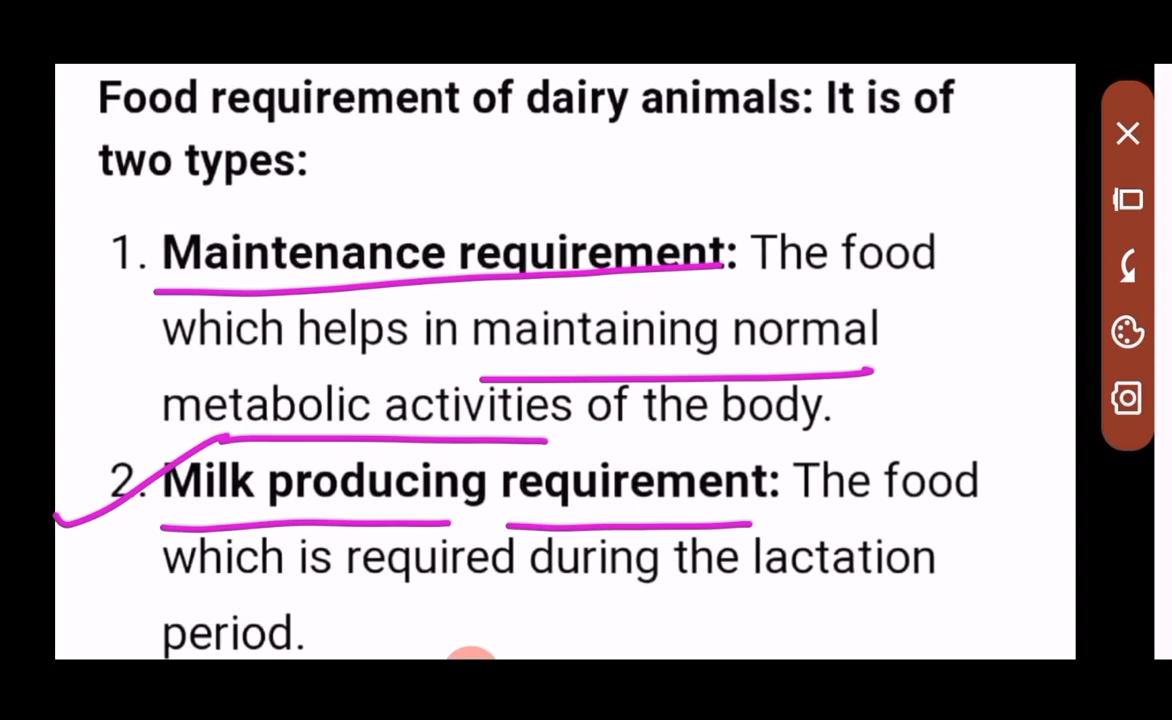 Food requirement of dairy animals: It is of
two types:
1. Maintenance requirement: The food
which helps in maintaining normal
metabolic activities of the body.
2. Milk producing requirement: The food
which is required during the lactation
period.